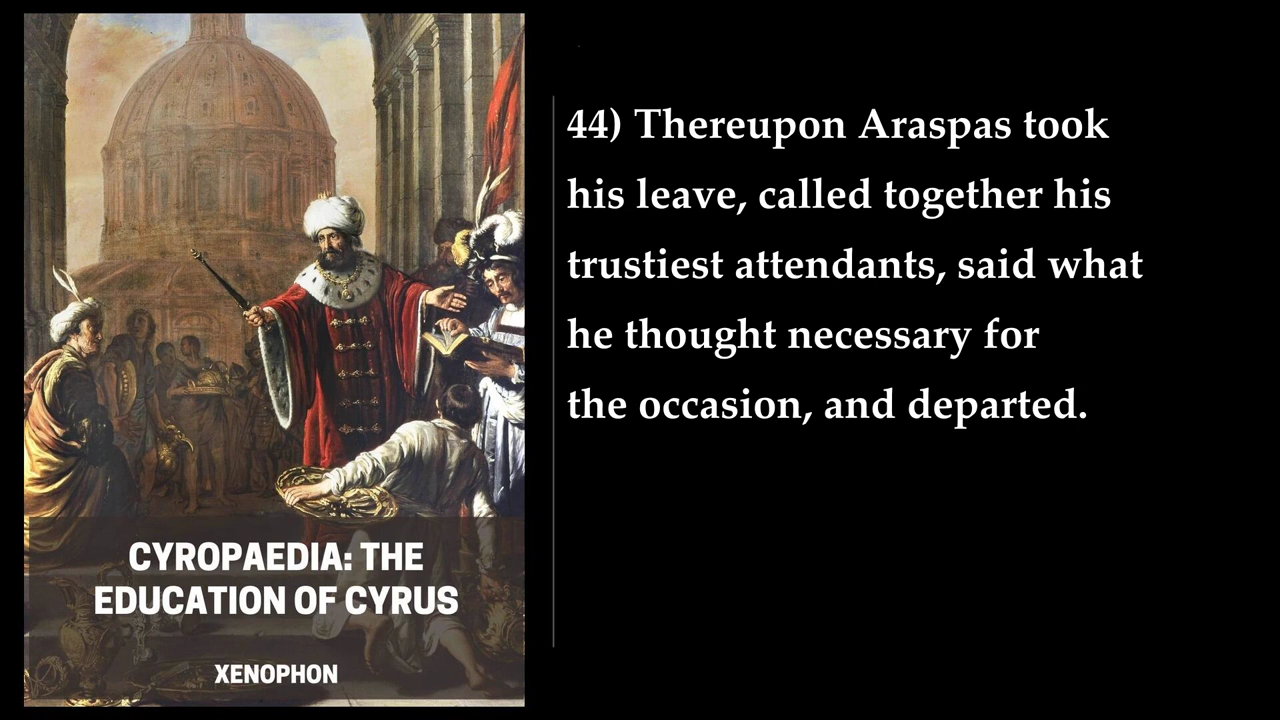 CYROPAEDIA: THE
EDUCATION OF CYRUS
XENOPHON
44) Thereupon Araspas took
his leave, called together his
trustiest attendants, said what
he thought necessary for
the occasion, and departed.